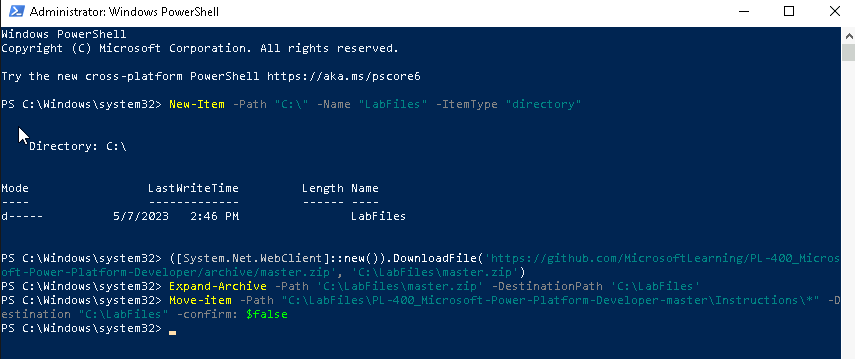 Administrator: Windows PowerShell
Windows PowerShell
Copyright (C) Microsoft Corporation. All rights reserved.
Try the new cross-platform PowerShell https://aka.ms/pscore6
PS C:\Windows\system32> New-Item -Path "C:\" -Name "LabFiles" -ItemType "directory"
Directory: C:\
Mode                 LastWriteTime         Length Name
----                 -------------         ------ ----
d-----          5/7/2023   2:46 PM                LabFiles
PS C:\Windows\system32> ([System.Net.WebClient]::new()).DownloadFile('https://github.com/MicrosoftLearning/PL-400_Micros
oft-Power-Platform-Developer/archive/master.zip', 'C:\LabFiles\master.zip')
PS C:\Windows\system32> Expand-Archive -Path 'C:\LabFiles\master.zip' -DestinationPath 'C:\LabFiles'
PS C:\Windows\system32> Move-item -Path "C:\LabFiles\PL-400_Microsoft-Power-Platform-Developer-master\Instructions\*" -D
estination "C:\LabFiles" -confirm: $false
PS C:\Windows\system32>